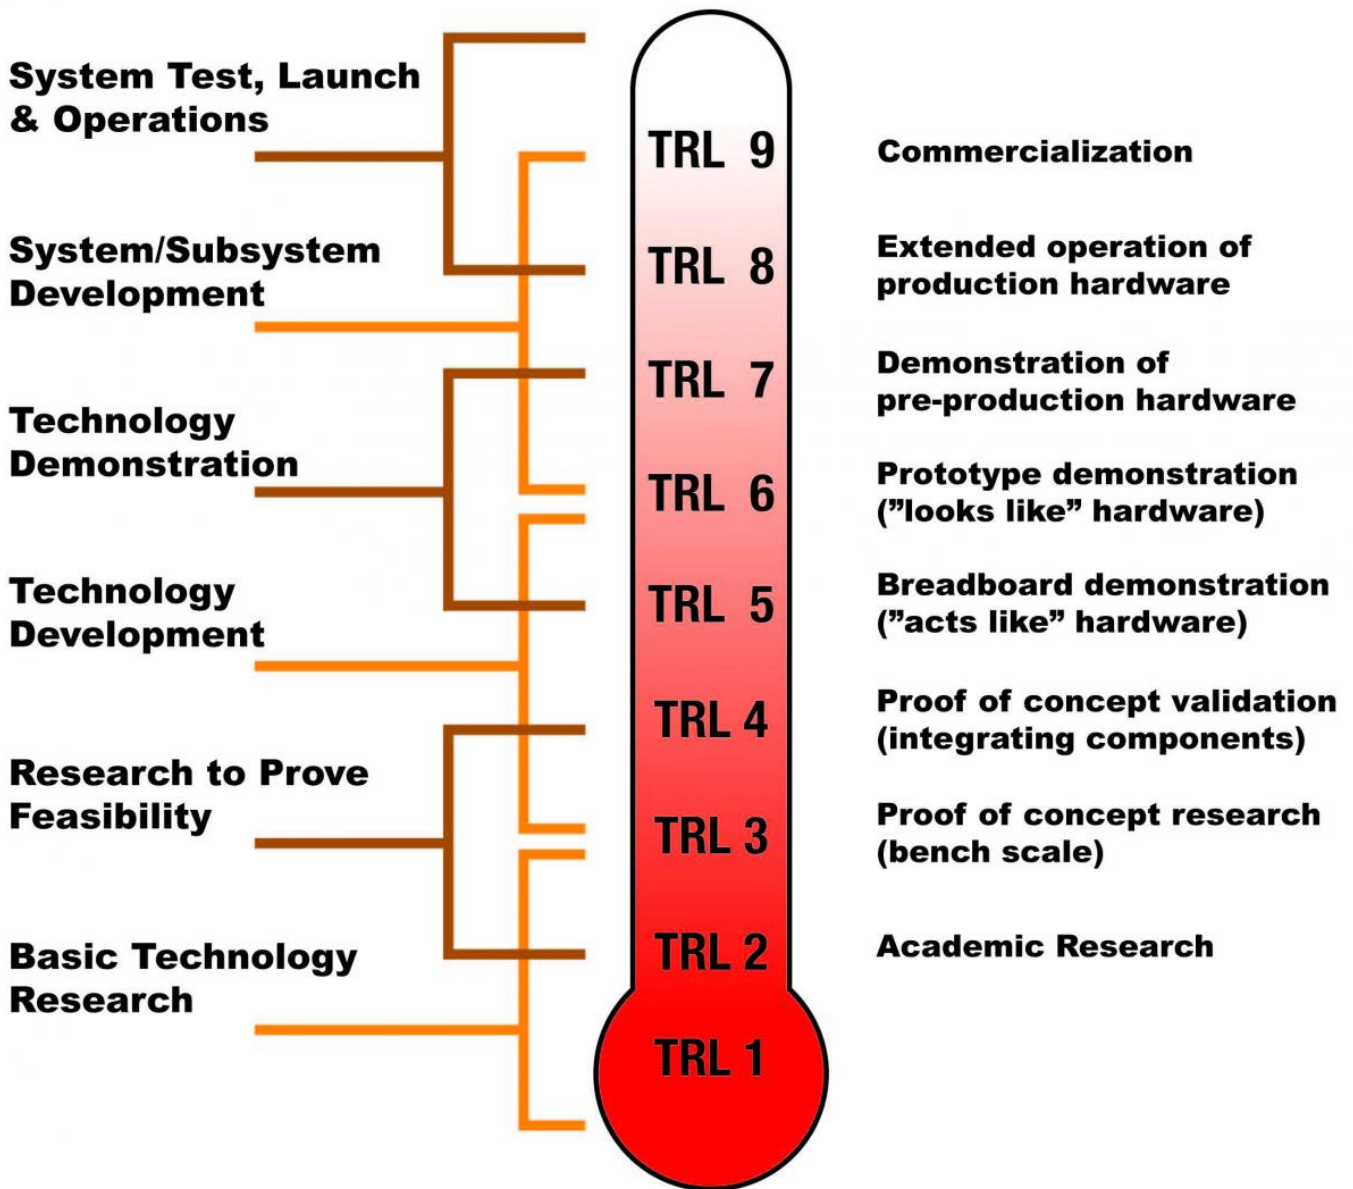 System Test, Launch
& Operations
System/Subsystem
Development
Technology
Demonstration
Technology
Development
Research to Prove
Feasibility
Basic Technology
Research
TRL 9
TRL 8
TRL 7
TRL 6
TRL 5
TRL 4
TRL 3
TRL 2
TRL 1
Commercialization
Extended operation of
production hardware
Demonstration of
pre-production hardware
Prototype demonstration
(”looks like” hardware)
Breadboard demonstration
(”acts like” hardware)
Proof of concept validation
(integrating components)
Proof of concept research
(bench scale)
Academic Research